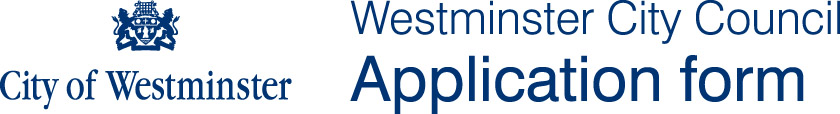 City of Westminster
Westminster City Council
Application form